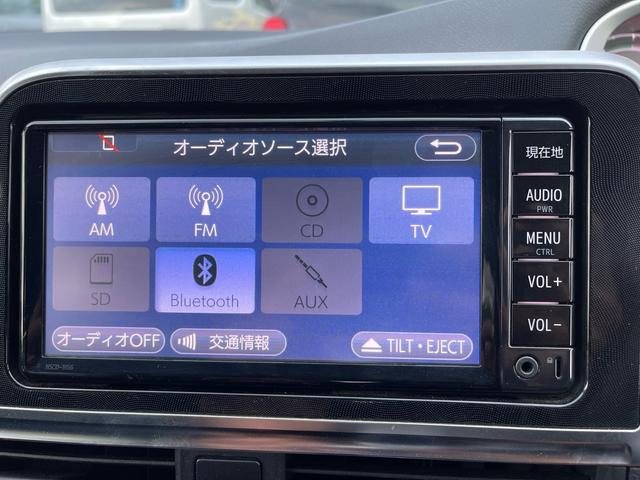 オーディオソース選択
現在地
AM
FM
CD
TV
AUDIO
PWR
MENU
CTRL
SD
Bluetooth
AUX
VOL+
VOL-
オーディオOFF
交通情報
TILT・EJECT